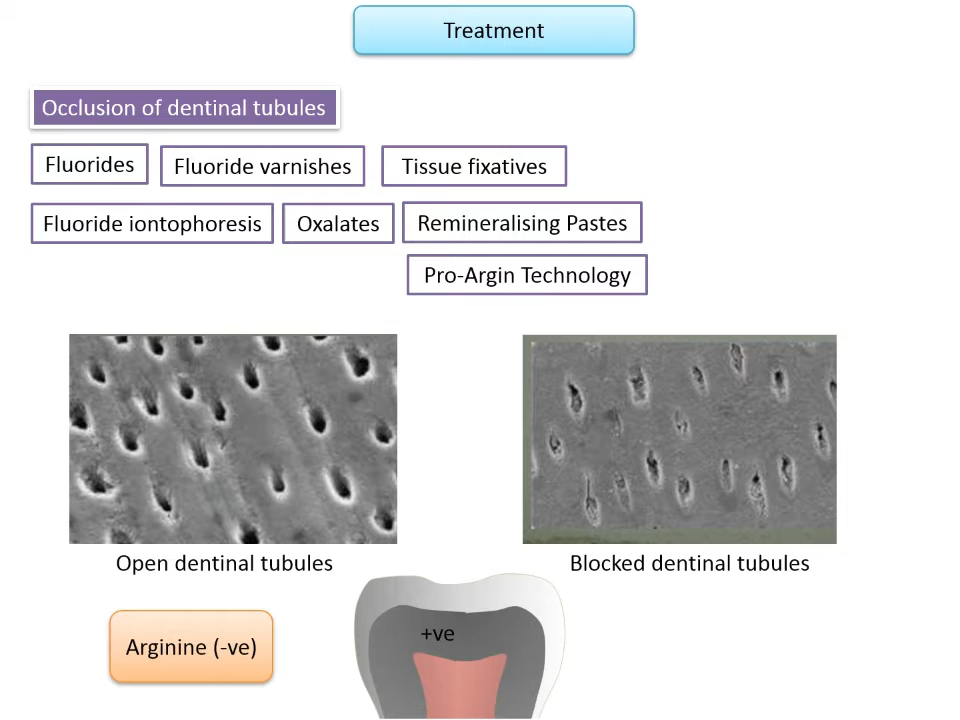 Treatment
Occlusion of dentinal tubules
Fluorides
Fluoride varnishes
Tissue fixatives
Fluoride iontophoresis
Oxalates
Remineralising Pastes
Pro-Argin Technology
Open dentinal tubules
Blocked dentinal tubules
+ve
Arginine (-ve)